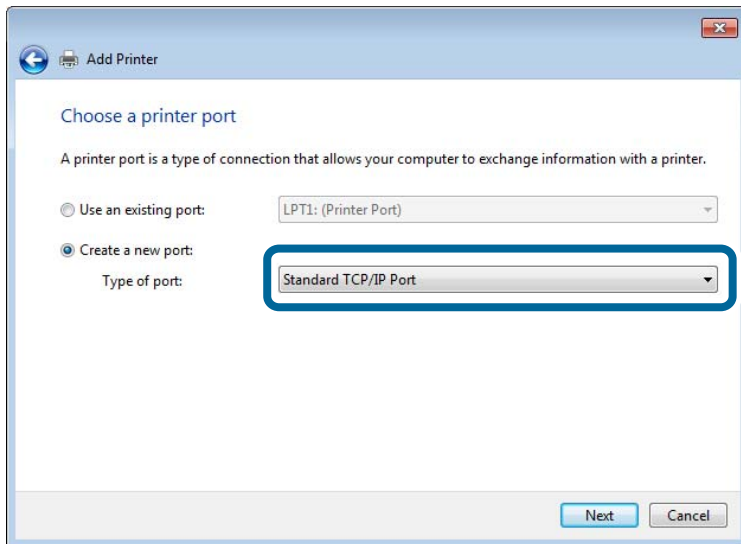 Add Printer
Choose a printer port
A printer port is a type of connection that allows your computer to exchange information with a printer.
Use an existing port: LPT1: (Printer Port)
Create a new port:
Type of port: Standard TCP/IP Port
Next Cancel